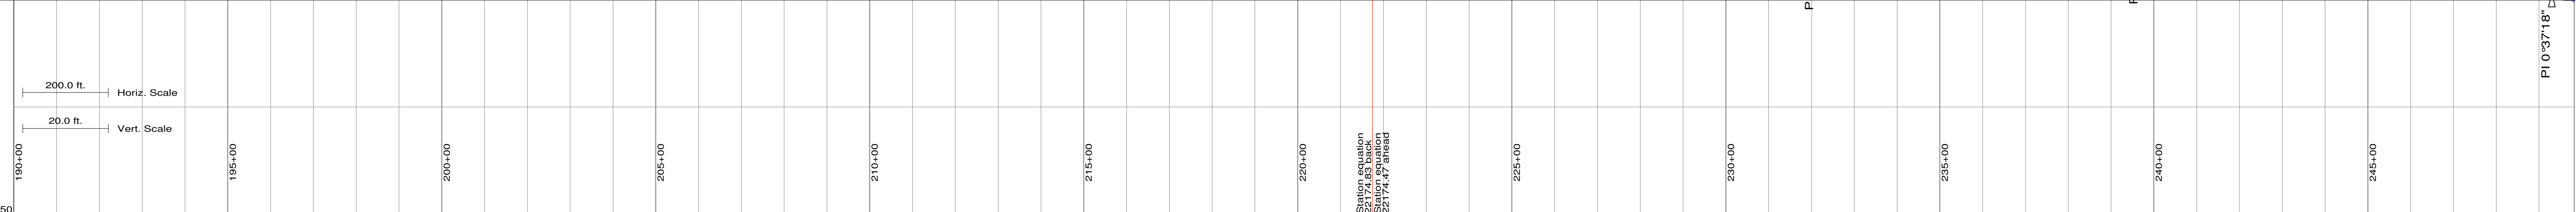 200.0 ft.
Horiz. Scale
20.0 ft.
Vert. Scale
190+00
195+00
200+00
205+00
210+00
215+00
220+00
Station equation
22174.83 back
Station equation
22174.47 ahead
225+00
230+00
235+00
240+00
245+00
PI 0°37'18"
50